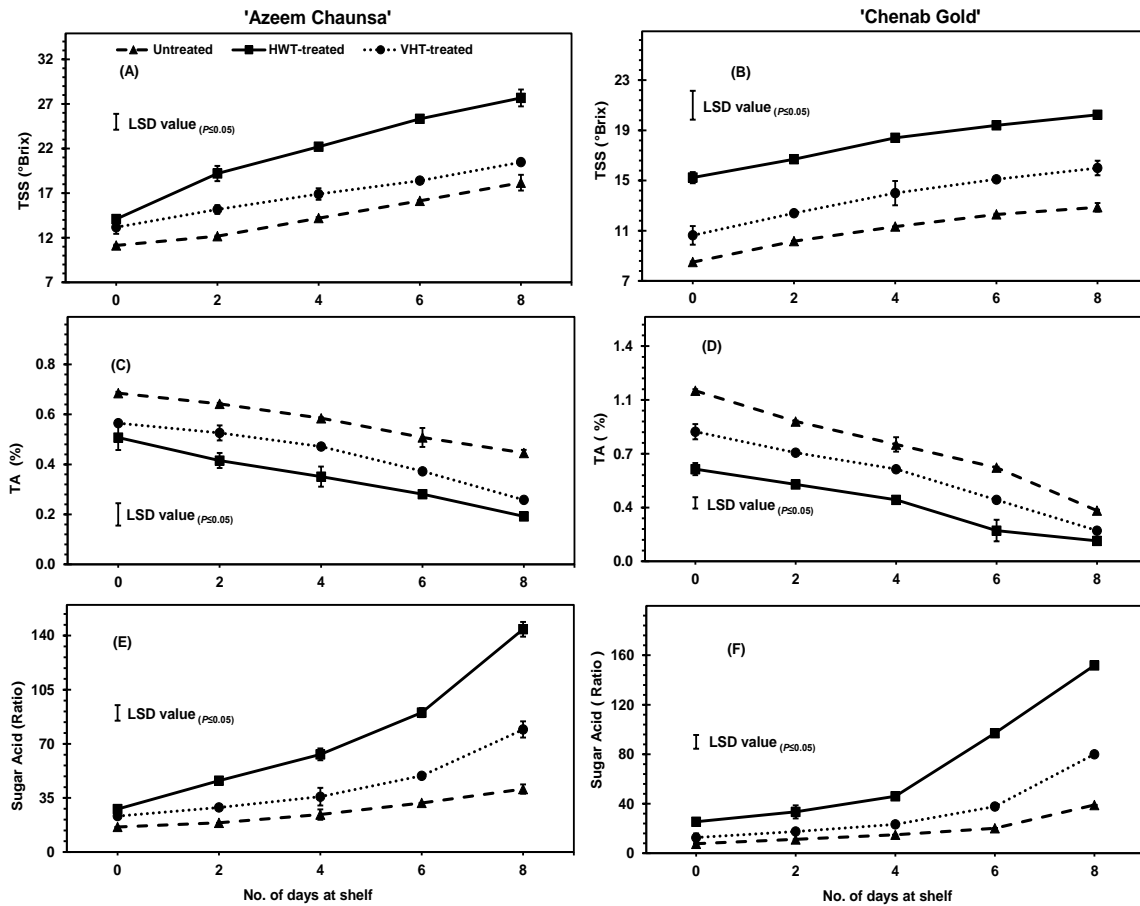 'Azeem Chaunsa'
'Chenab Gold'
Untreated HWT-treated VHT-treated
(A)
LSD value (P≤0.05)
TSS (°Brix)
32
27
22
17
12
7
0 2 4 6 8
(B)
LSD value (P≤0.05)
TSS (°Brix)
23
19
15
11
7
0 2 4 6 8
(C)
LSD value (P≤0.05)
TA (%)
0.8
0.6
0.4
0.2
0.0
0 2 4 6 8
(D)
LSD value (P≤0.05)
TA ( %)
1.4
1.1
0.7
0.4
0.0
0 2 4 6 8
(E)
LSD value (P≤0.05)
Sugar Acid (Ratio)
140
105
70
35
0
0 2 4 6 8
No. of days at shelf
(F)
LSD value (P≤0.05)
Sugar Acid ( Ratio)
160
120
80
40
0
0 2 4 6 8
No. of days at shelf